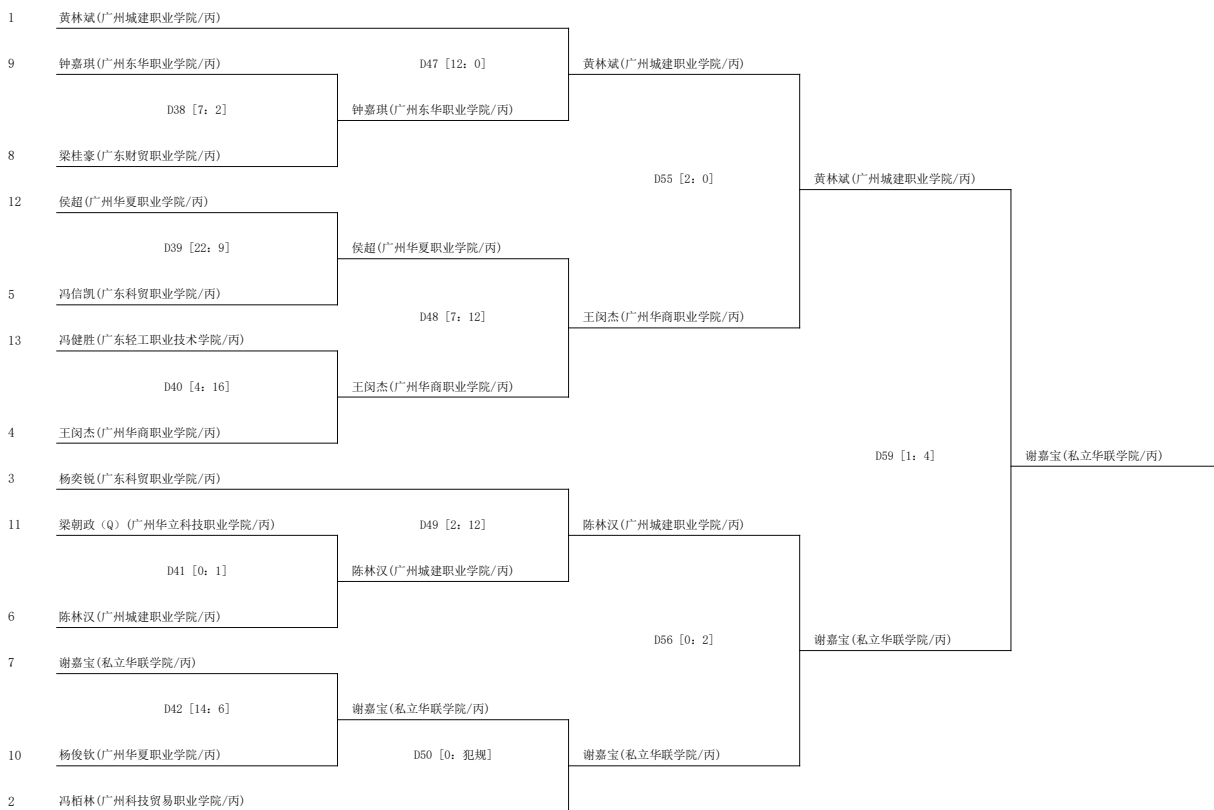 1 黄林斌(广州城建职业学院/丙)
9 钟嘉琪(广州东华职业学院/丙) D47 [12: 0] 黄林斌(广州城建职业学院/丙)
D38 [7: 2] 钟嘉琪(广州东华职业学院/丙)
8 梁桂豪(广东财贸职业学院/丙)
D55 [2: 0] 黄林斌(广州城建职业学院/丙)
12 侯超(广州华夏职业学院/丙)
D39 [22: 9] 侯超(广州华夏职业学院/丙)
5 冯信凯(广东科贸职业学院/丙)
D48 [7: 12] 王闵杰(广州华商职业学院/丙)
13 冯健胜(广东轻工职业技术学院/丙)
D40 [4: 16] 王闵杰(广州华商职业学院/丙)
4 王闵杰(广州华商职业学院/丙)
D59 [1: 4] 谢嘉宝(私立华联学院/丙)
3 杨奕锐(广东科贸职业学院/丙)
11 梁朝政（Q）(广州华立科技职业学院/丙) D49 [2: 12] 陈林汉(广州城建职业学院/丙)
D41 [0: 1] 陈林汉(广州城建职业学院/丙)
6 陈林汉(广州城建职业学院/丙)
D56 [0: 2] 谢嘉宝(私立华联学院/丙)
7 谢嘉宝(私立华联学院/丙)
D42 [14: 6] 谢嘉宝(私立华联学院/丙)
10 杨俊钦(广州华夏职业学院/丙) D50 [0: 犯规] 谢嘉宝(私立华联学院/丙)
2 冯栢林(广州科技贸易职业学院/丙)